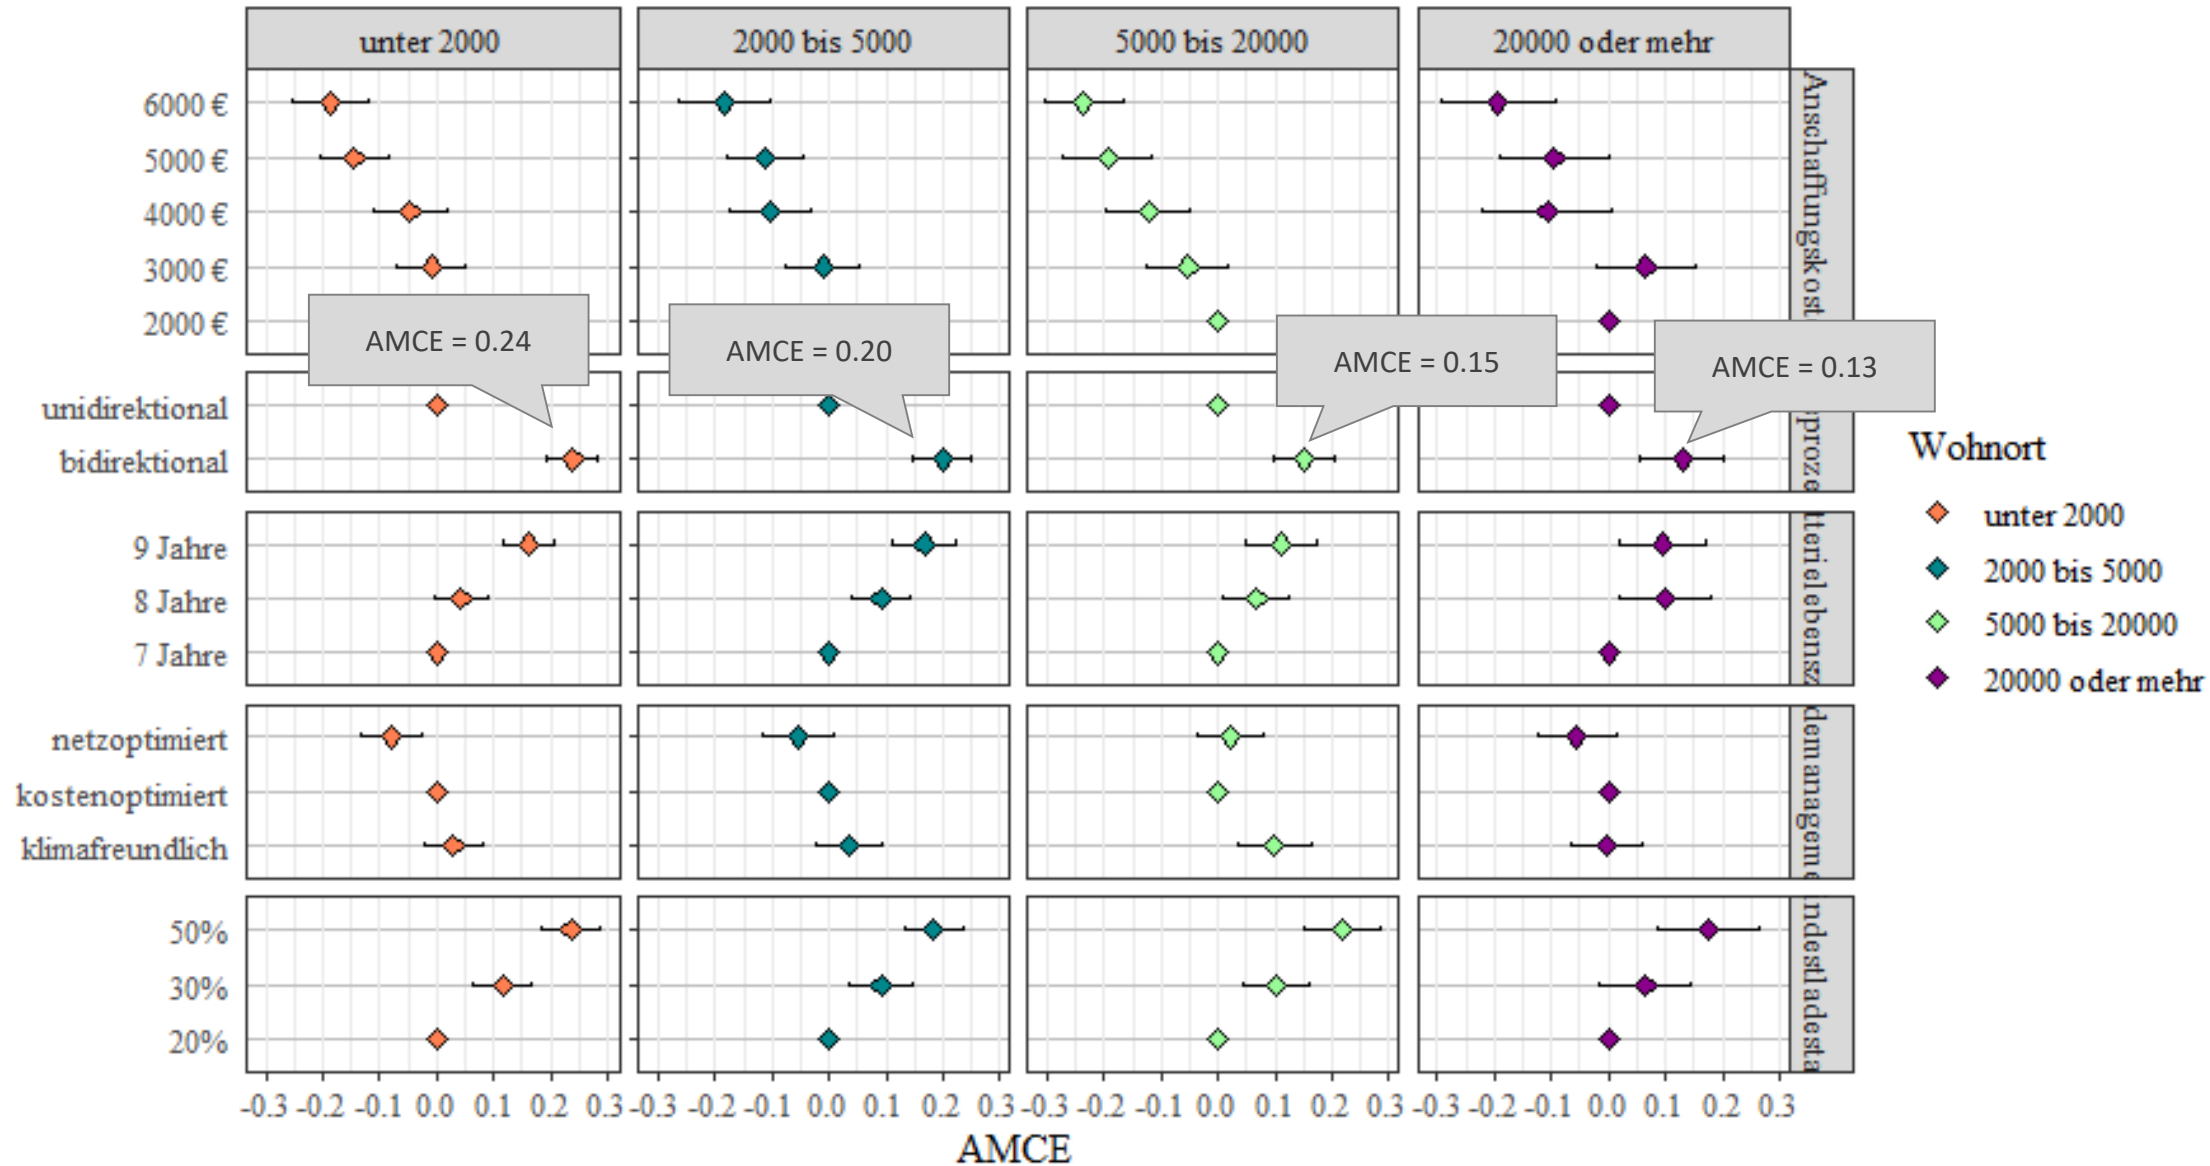 unter 2000
2000 bis 5000
5000 bis 20000
20000 oder mehr
6000 €
5000 €
4000 €
3000 €
2000 €
Anschaffungskost
AMCE = 0.24
AMCE = 0.20
AMCE = 0.15
AMCE = 0.13
unidirektional
bidirektional
sproze
9 Jahre
8 Jahre
7 Jahre
tterielebensz
netzoptimiert
kostenoptimiert
klimafreundlich
demanageme
50%
30%
20%
indestladesta
-0.3 -0.2 -0.1 0.0 0.1 0.2 0.3
-0.3 -0.2 -0.1 0.0 0.1 0.2 0.3
-0.3 -0.2 -0.1 0.0 0.1 0.2 0.3
-0.3 -0.2 -0.1 0.0 0.1 0.2 0.3
AMCE
Wohnort
unter 2000
2000 bis 5000
5000 bis 20000
20000 oder mehr